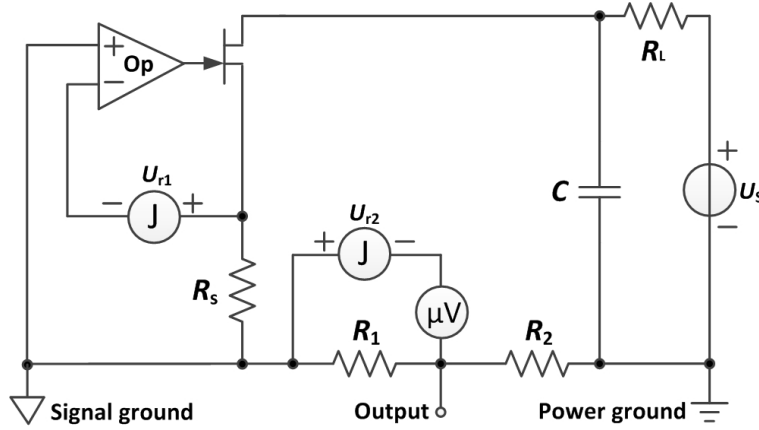 +
Op
−
R_L
U_r1
− J +
+
C
U_S
−
U_r2
+ J −
R_S
μV
R_1
R_2
Signal ground
Output
Power ground